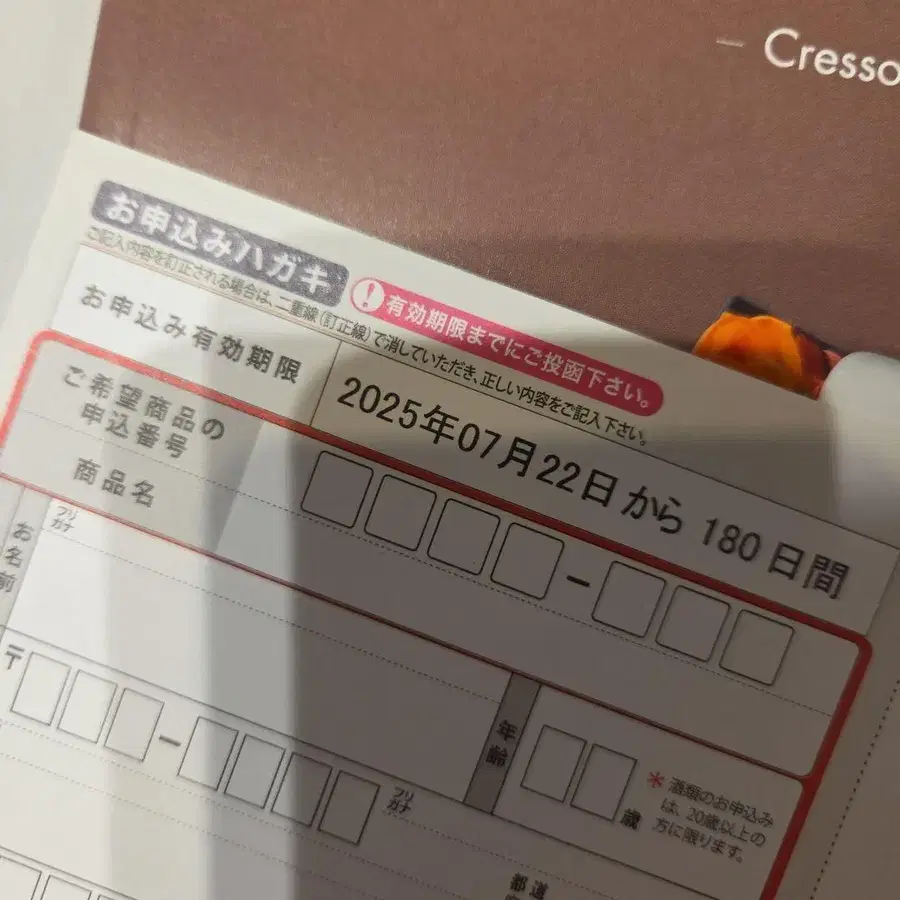 – Cresso
お申込みハガキ
！有効期限までにご投函下さい。
ご記入内容を訂正される場合は、二重線（訂正線）で消していただき、正しい内容をご記入下さい。
お申込み有効期限
2025年07月22日 から 180 日間
ご希望商品の
申込番号
–
商品名
フリ
ガナ
お名前
年齢
歳
＊酒類のお申込み
は、20歳以上の
方に限ります。
〒
–
フリ
ガナ
都道